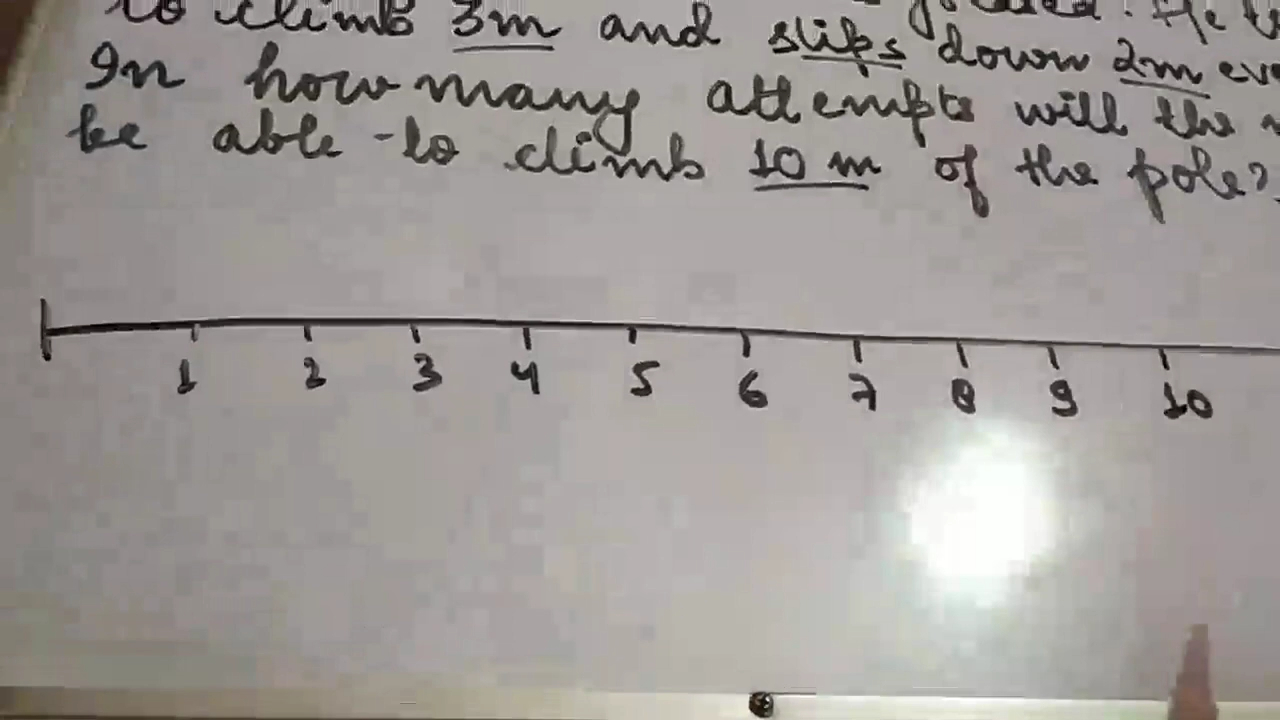 to climb 3m and slips down 2m
In how many attempts will the
be able to climb 10 m of the pole?
1 2 3 4 5 6 7 8 9 10